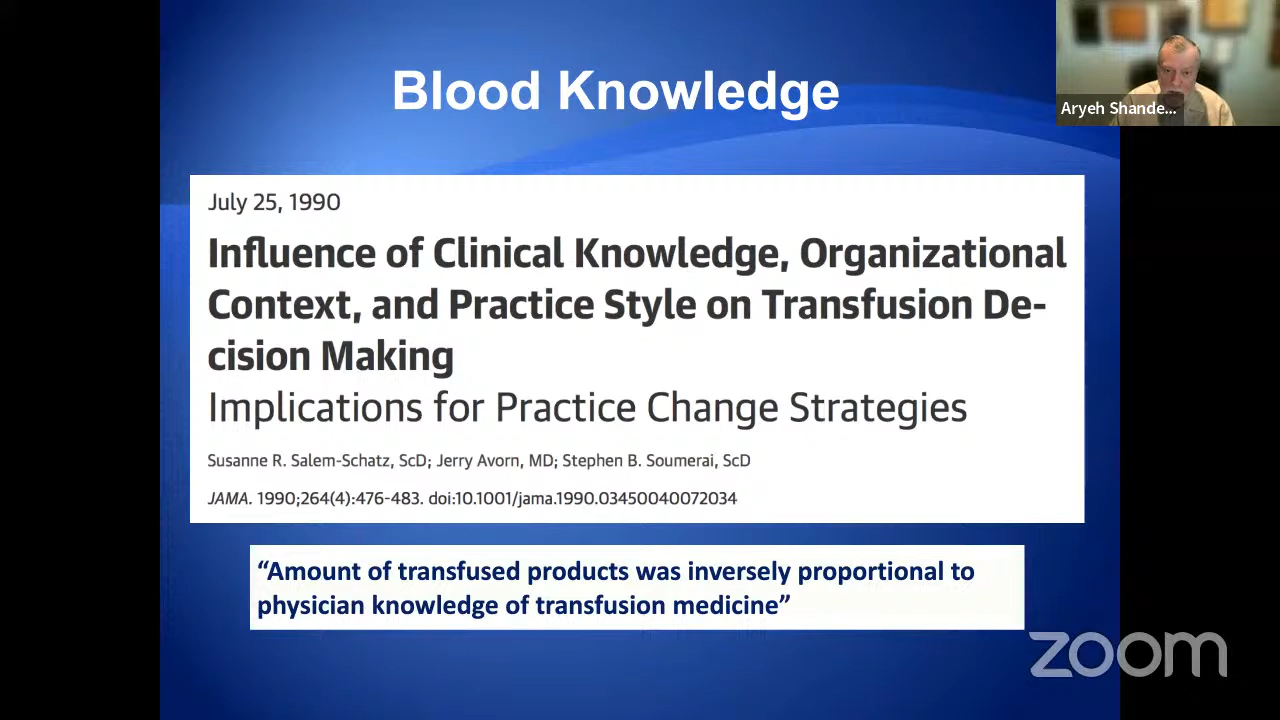 Blood Knowledge
Aryeh Shande...
July 25, 1990
Influence of Clinical Knowledge, Organizational
Context, and Practice Style on Transfusion De-
cision Making
Implications for Practice Change Strategies
Susanne R. Salem-Schatz, ScD; Jerry Avorn, MD; Stephen B. Soumerai, ScD
JAMA. 1990;264(4):476-483. doi:10.1001/jama.1990.03450040072034
“Amount of transfused products was inversely proportional to
physician knowledge of transfusion medicine”
zoom